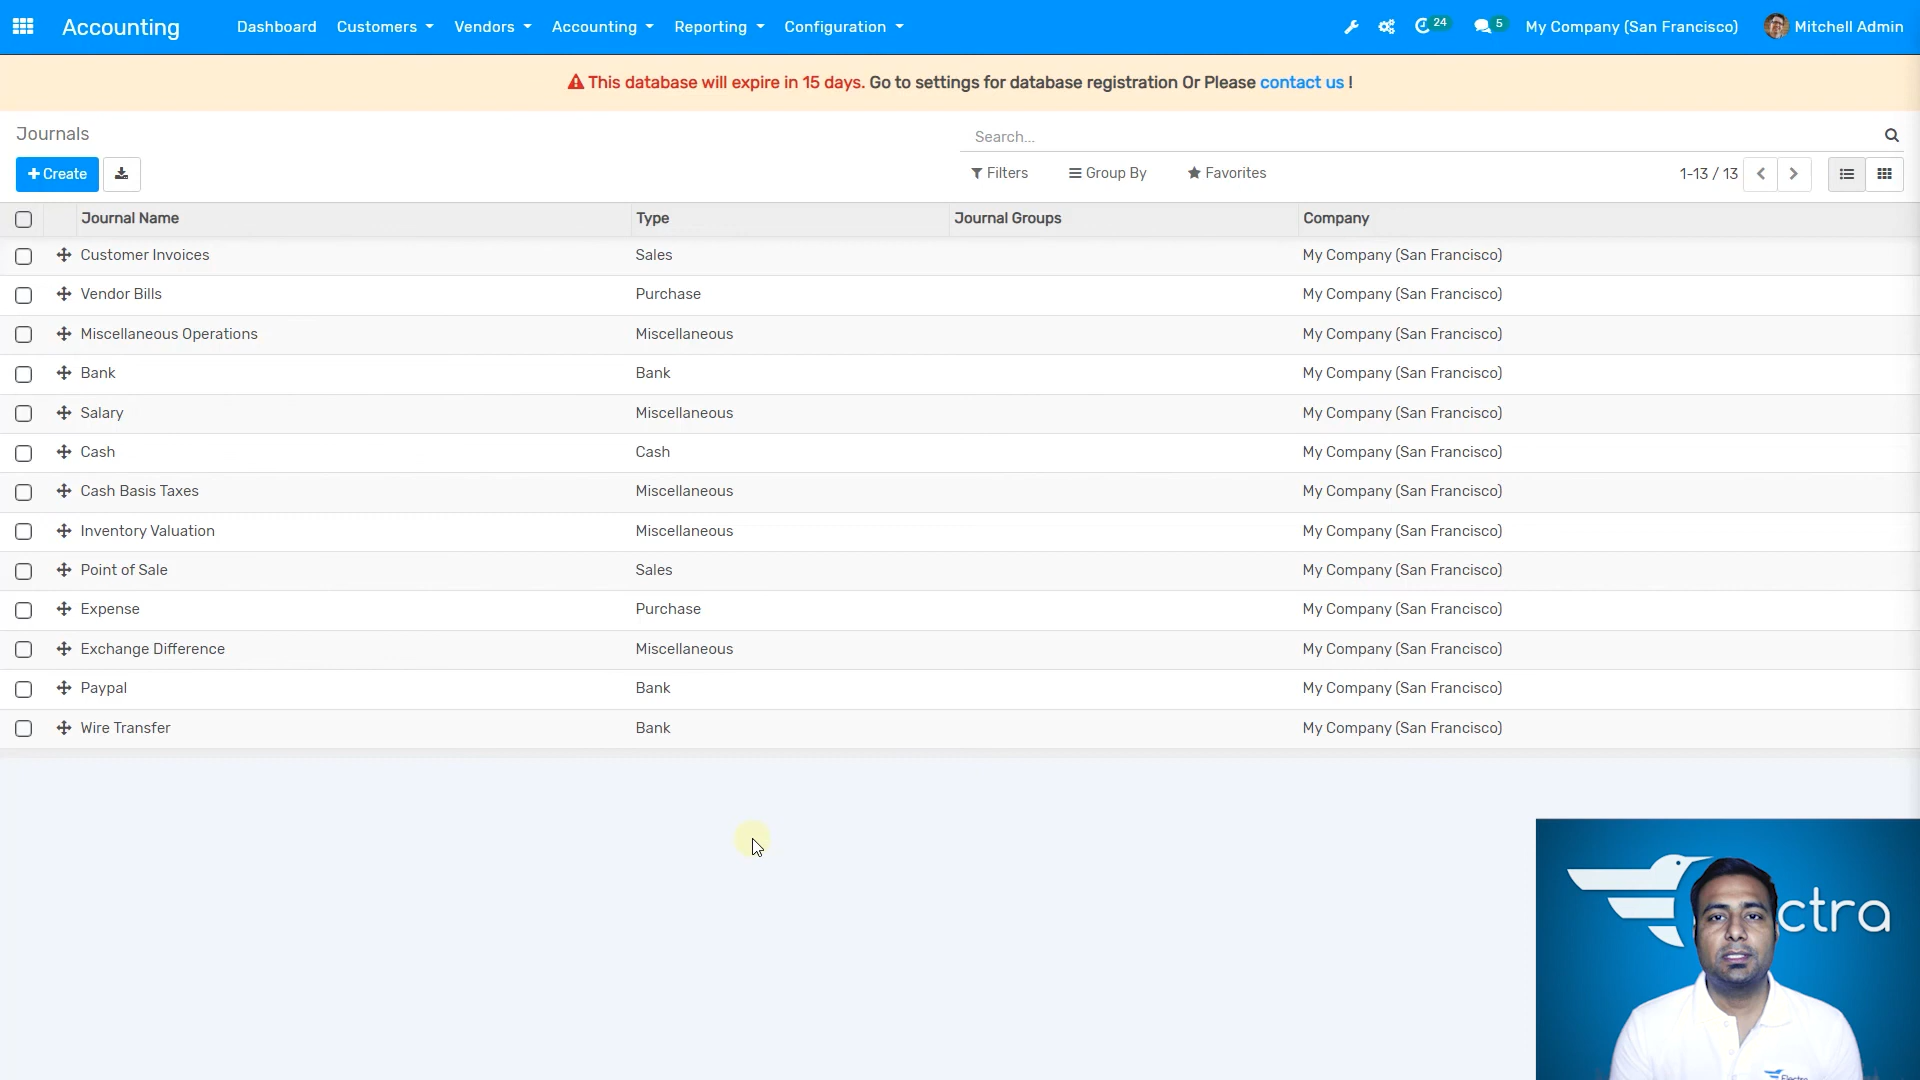 Accounting
Dashboard Customers Vendors Accounting Reporting Configuration
24 5 My Company (San Francisco) Mitchell Admin
This database will expire in 15 days. Go to settings for database registration Or Please contact us !
Journals
Search...
Create
Filters Group By Favorites 1-13 / 13
Journal Name Type Journal Groups Company
Customer Invoices Sales My Company (San Francisco)
Vendor Bills Purchase My Company (San Francisco)
Miscellaneous Operations Miscellaneous My Company (San Francisco)
Bank Bank My Company (San Francisco)
Salary Miscellaneous My Company (San Francisco)
Cash Cash My Company (San Francisco)
Cash Basis Taxes Miscellaneous My Company (San Francisco)
Inventory Valuation Miscellaneous My Company (San Francisco)
Point of Sale Sales My Company (San Francisco)
Expense Purchase My Company (San Francisco)
Exchange Difference Miscellaneous My Company (San Francisco)
Paypal Bank My Company (San Francisco)
Wire Transfer Bank My Company (San Francisco)
ctra
Electra